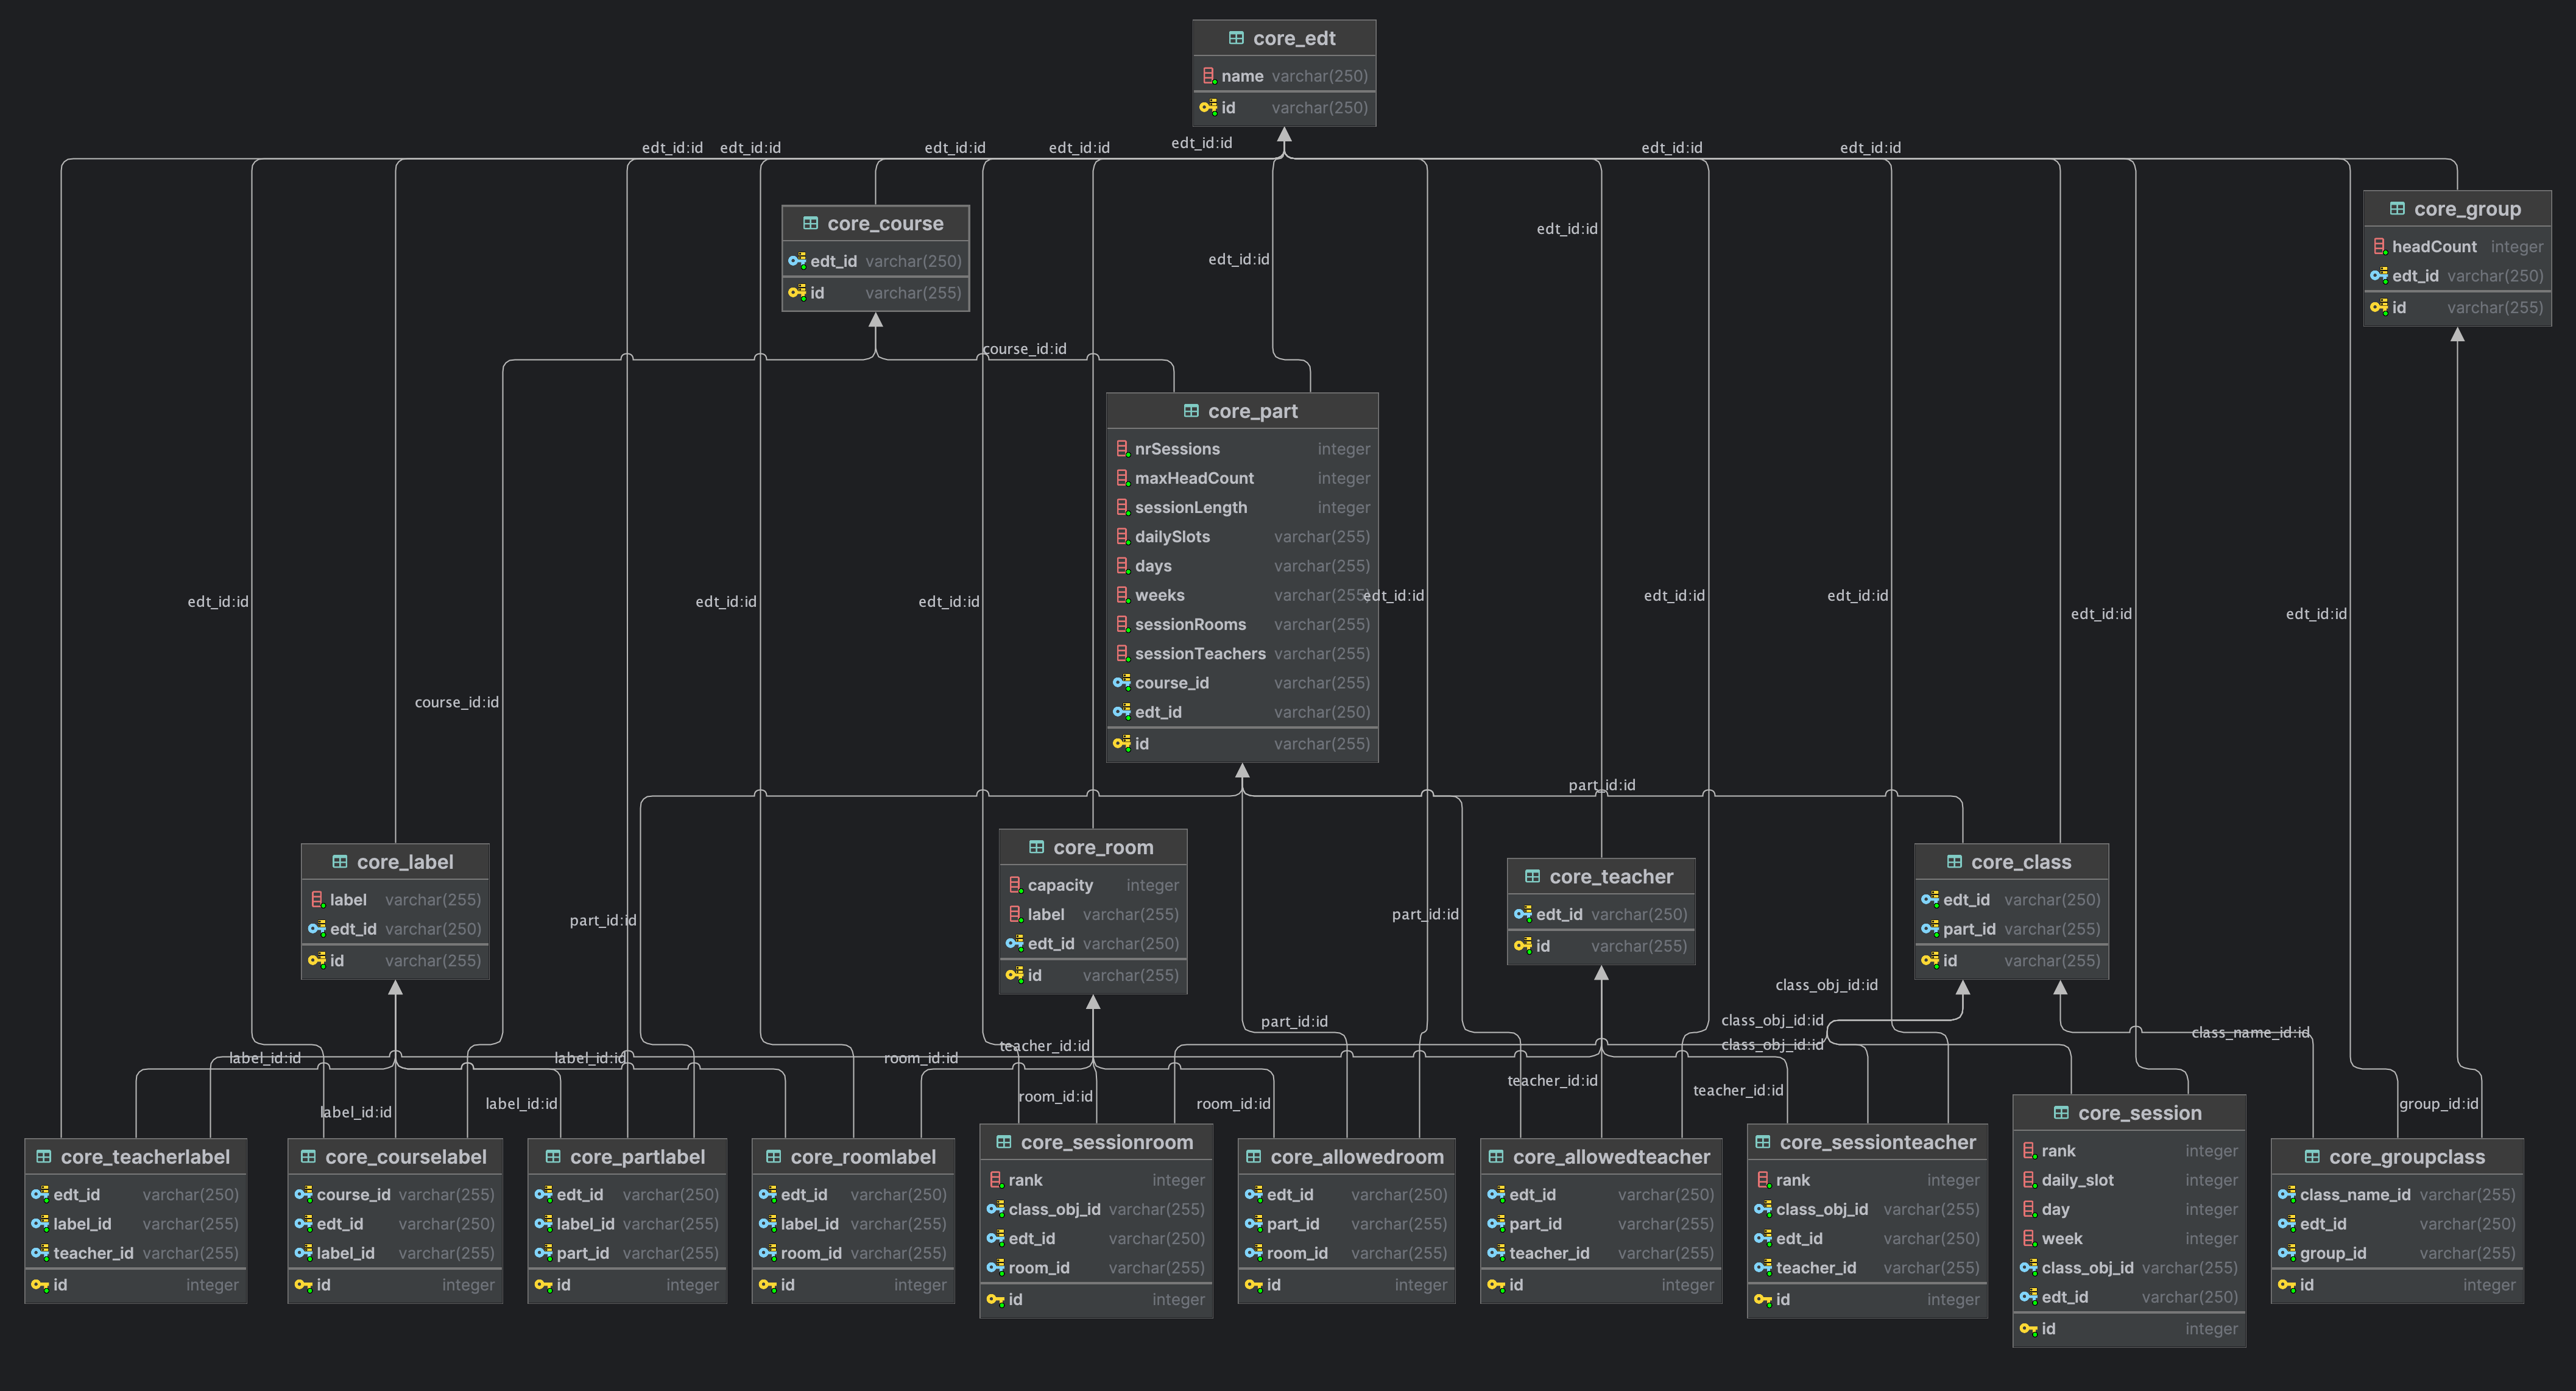 core_edt
name varchar(250)
id varchar(250)
edt_id:id
edt_id:id edt_id:id edt_id:id edt_id:id edt_id:id edt_id:id
core_course
edt_id varchar(250)
id varchar(255)
core_group
headCount integer
edt_id varchar(250)
id varchar(255)
edt_id:id
edt_id:id
course_id:id
core_part
nrSessions integer
maxHeadCount integer
sessionLength integer
dailySlots varchar(255)
days varchar(255)
weeks varchar(255)
sessionRooms varchar(255)
sessionTeachers varchar(255)
course_id varchar(255)
edt_id varchar(250)
id varchar(255)
edt_id:id edt_id:id edt_id:id edt_id:id edt_id:id edt_id:id
edt_id:id edt_id:id
course_id:id
part_id:id
core_label
label varchar(255)
edt_id varchar(250)
id varchar(255)
core_room
capacity integer
label varchar(255)
edt_id varchar(250)
id varchar(255)
core_teacher
edt_id varchar(250)
id varchar(255)
core_class
edt_id varchar(250)
part_id varchar(255)
id varchar(255)
part_id:id part_id:id
class_obj_id:id
part_id:id class_obj_id:id
class_name_id:id
teacher_id:id class_obj_id:id
label_id:id label_id:id room_id:id
teacher_id:id
room_id:id teacher_id:id
label_id:id room_id:id group_id:id
label_id:id
core_teacherlabel
edt_id varchar(250)
label_id varchar(255)
teacher_id varchar(255)
id integer
core_courselabel
course_id varchar(255)
edt_id varchar(250)
label_id varchar(255)
id integer
core_partlabel
edt_id varchar(250)
label_id varchar(255)
part_id varchar(255)
id integer
core_roomlabel
edt_id varchar(250)
label_id varchar(255)
room_id varchar(255)
id integer
core_sessionroom
rank integer
class_obj_id varchar(255)
edt_id varchar(250)
room_id varchar(255)
id integer
core_allowedroom
edt_id varchar(250)
part_id varchar(255)
room_id varchar(255)
id integer
core_allowedteacher
edt_id varchar(250)
part_id varchar(255)
teacher_id varchar(255)
id integer
core_sessionteacher
rank integer
class_obj_id varchar(255)
edt_id varchar(250)
teacher_id varchar(255)
id integer
core_session
rank integer
daily_slot integer
day integer
week integer
class_obj_id varchar(255)
edt_id varchar(250)
id integer
core_groupclass
class_name_id varchar(255)
edt_id varchar(250)
group_id varchar(255)
id integer